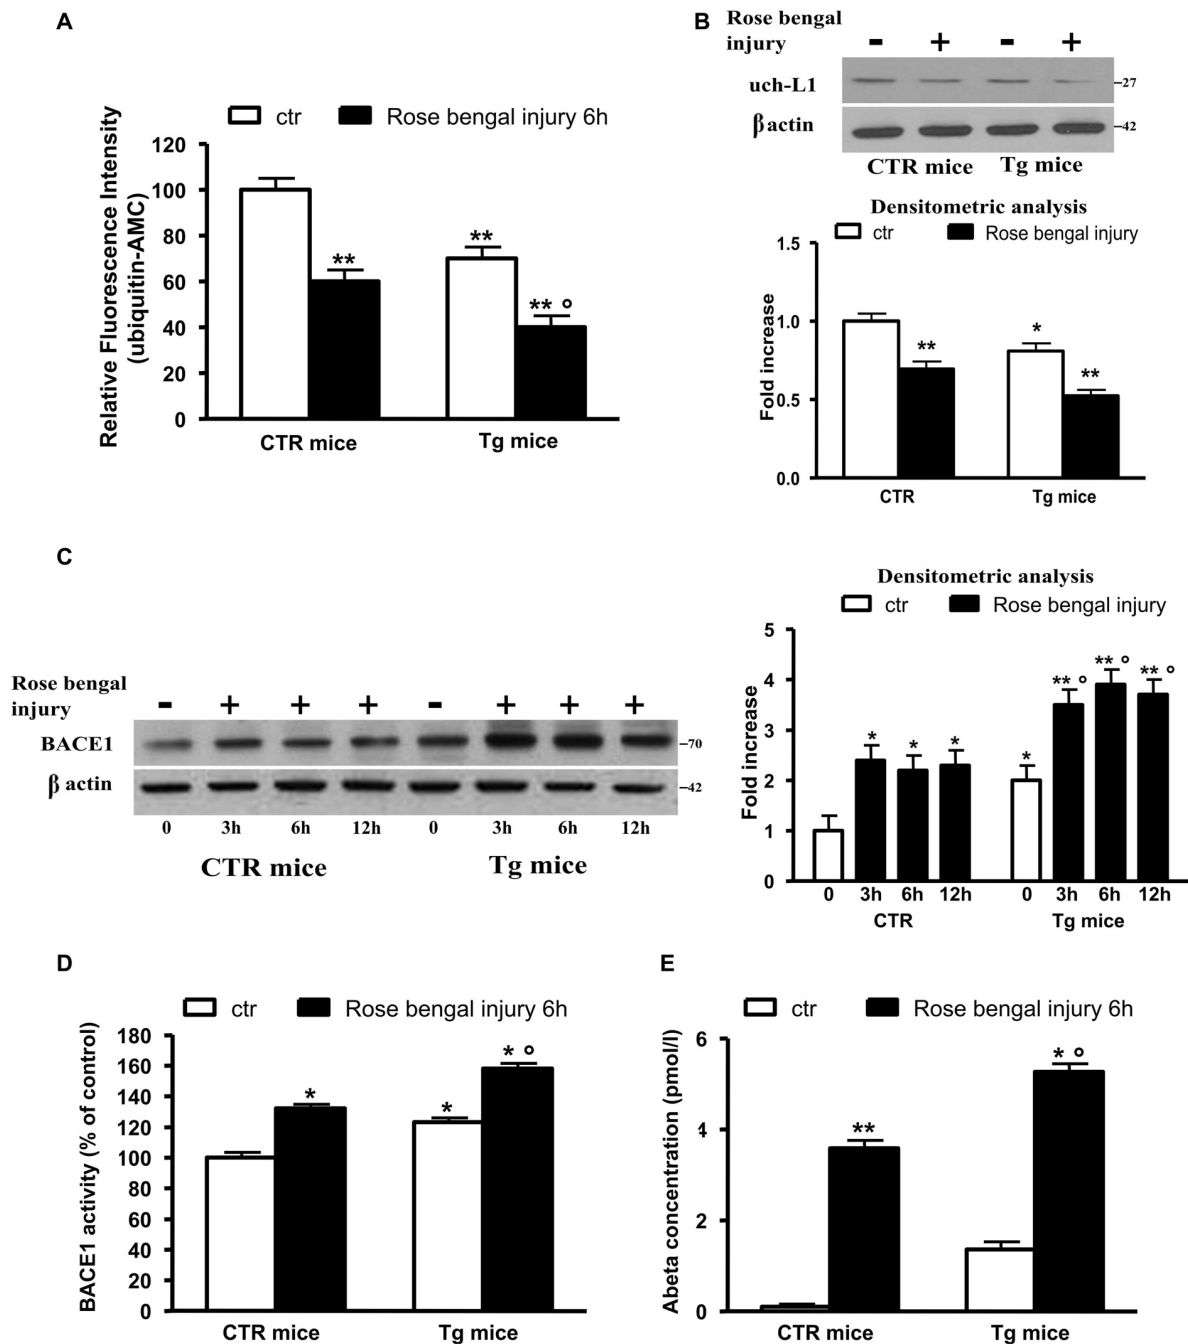 A
ctr Rose bengal injury 6h
Relative Fluorescence Intensity
(ubiquitin-AMC)
120
100
80
60
40
20
0
**
**
** °
CTR mice Tg mice
B
Rose bengal
injury
- + - +
uch-L1 –27
β actin –42
CTR mice Tg mice
Densitometric analysis
ctr Rose bengal injury
Fold increase
1.5
1.0
0.5
0.0
**
*
**
CTR Tg mice
C
Rose bengal
injury
- + + + - + + +
BACE1 –70
β actin –42
0 3h 6h 12h 0 3h 6h 12h
CTR mice Tg mice
Densitometric analysis
ctr Rose bengal injury
Fold increase
5
4
3
2
1
0
* * *
* ** ° ** ° ** °
0 3h 6h 12h 0 3h 6h 12h
CTR Tg mice
D
ctr Rose bengal injury 6h
BACE1 activity (% of control)
180
160
140
120
100
80
60
40
20
0
*
*
* °
CTR mice Tg mice
E
ctr Rose bengal injury 6h
Abeta concentration (pmol/l)
6
4
2
0
**
* °
CTR mice Tg mice